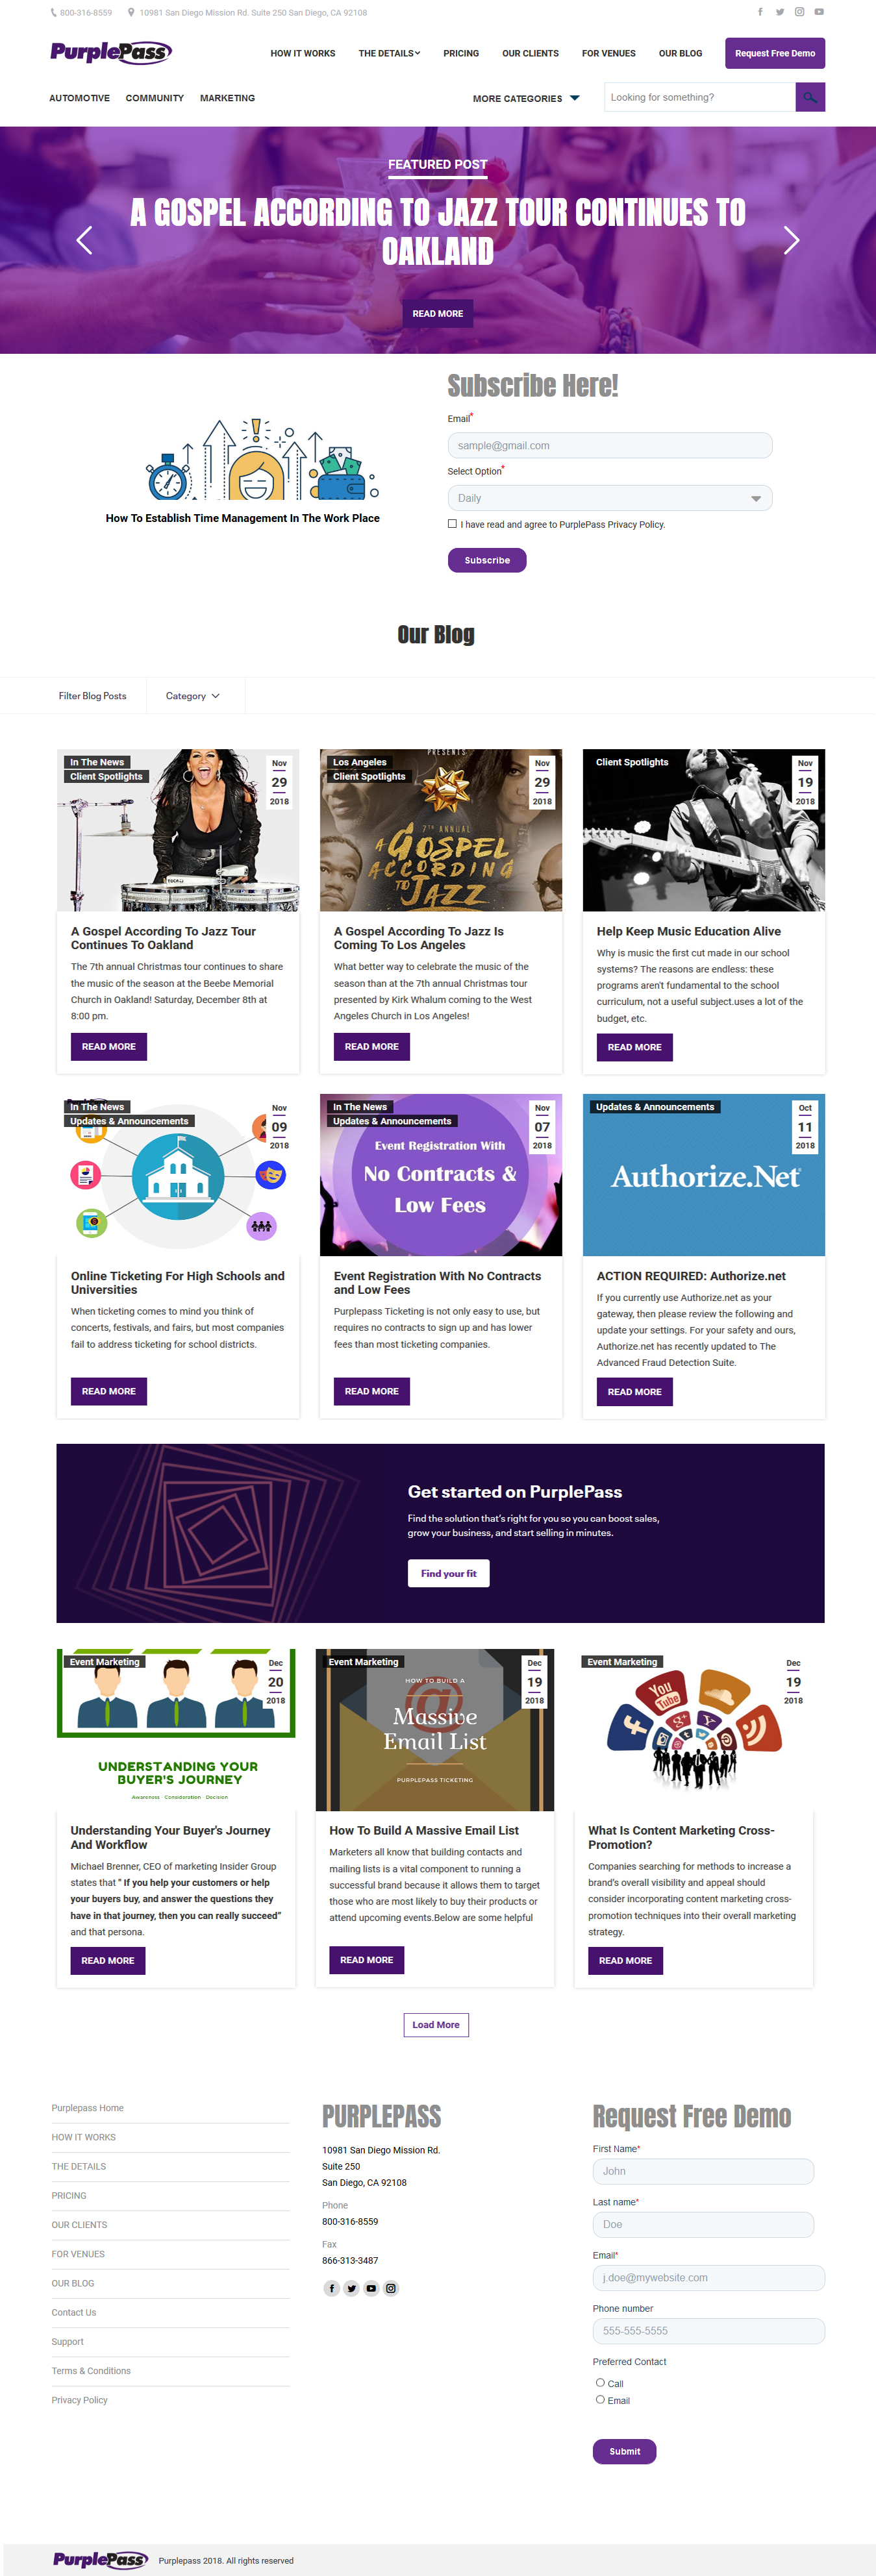 800-316-8559 10981 San Diego Mission Rd. Suite 250 San Diego, CA 92108
PurplePass
HOW IT WORKS THE DETAILS PRICING OUR CLIENTS FOR VENUES OUR BLOG Request Free Demo
AUTOMOTIVE COMMUNITY MARKETING MORE CATEGORIES Looking for something?
FEATURED POST
A GOSPEL ACCORDING TO JAZZ TOUR CONTINUES TO
OAKLAND
READ MORE
How To Establish Time Management In The Work Place
Subscribe Here!
Email*
sample@gmail.com
Select Option*
Daily
I have read and agree to PurplePass Privacy Policy.
Subscribe
Our Blog
Filter Blog Posts Category
In The News
Client Spotlights
Nov
29
2018
A Gospel According To Jazz Tour
Continues To Oakland
The 7th annual Christmas tour continues to share
the music of the season at the Beebe Memorial
Church in Oakland! Saturday, December 8th at
8:00 pm.
READ MORE
PRESENTS
Los Angeles
Client Spotlights
Nov
29
2018
7TH ANNUAL
A GOSPEL
ACCORDING
TO JAZZ
A Gospel According To Jazz Is
Coming To Los Angeles
What better way to celebrate the music of the
season than at the 7th annual Christmas tour
presented by Kirk Whalum coming to the West
Angeles Church in Los Angeles!
READ MORE
Client Spotlights
Nov
19
2018
Help Keep Music Education Alive
Why is music the first cut made in our school
systems? The reasons are endless: these
programs aren't fundamental to the school
curriculum, not a useful subject.uses a lot of the
budget, etc.
READ MORE
In The News
Updates & Announcements
Nov
09
2018
Online Ticketing For High Schools and
Universities
When ticketing comes to mind you think of
concerts, festivals, and fairs, but most companies
fail to address ticketing for school districts.
READ MORE
In The News
Updates & Announcements
Nov
07
2018
Event Registration With
No Contracts &
Low Fees
Event Registration With No Contracts
and Low Fees
Purplepass Ticketing is not only easy to use, but
requires no contracts to sign up and has lower
fees than most ticketing companies.
READ MORE
Updates & Announcements
Oct
11
2018
Authorize.Net
ACTION REQUIRED: Authorize.net
If you currently use Authorize.net as your
gateway, then please review the following and
update your settings. For your safety and ours,
Authorize.net has recently updated to The
Advanced Fraud Detection Suite.
READ MORE
Get started on PurplePass
Find the solution that's right for you so you can boost sales,
grow your business, and start selling in minutes.
Find your fit
Event Marketing
Dec
20
2018
UNDERSTANDING YOUR
BUYER'S JOURNEY
Awareness · Consideration · Decision
Understanding Your Buyer's Journey
And Workflow
Michael Brenner, CEO of marketing Insider Group
states that " If you help your customers or help
your buyers buy, and answer the questions they
have in that journey, then you can really succeed"
and that persona.
READ MORE
Event Marketing
Dec
19
2018
HOW TO BUILD A
@
Massive
Email List
PURPLEPASS TICKETING
How To Build A Massive Email List
Marketers all know that building contacts and
mailing lists is a vital component to running a
successful brand because it allows them to target
those who are most likely to buy their products or
attend upcoming events.Below are some helpful
READ MORE
Event Marketing
Dec
19
2018
You
Tube
What Is Content Marketing Cross-
Promotion?
Companies searching for methods to increase a
brand's overall visibility and appeal should
consider incorporating content marketing cross-
promotion techniques into their overall marketing
strategy.
READ MORE
Load More
Purplepass Home
HOW IT WORKS
THE DETAILS
PRICING
OUR CLIENTS
FOR VENUES
OUR BLOG
Contact Us
Support
Terms & Conditions
Privacy Policy
PURPLEPASS
10981 San Diego Mission Rd.
Suite 250
San Diego, CA 92108
Phone
800-316-8559
Fax
866-313-3487
Request Free Demo
First Name*
John
Last name*
Doe
Email*
j.doe@mywebsite.com
Phone number
555-555-5555
Preferred Contact
Call
Email
Submit
PurplePass Purplepass 2018. All rights reserved